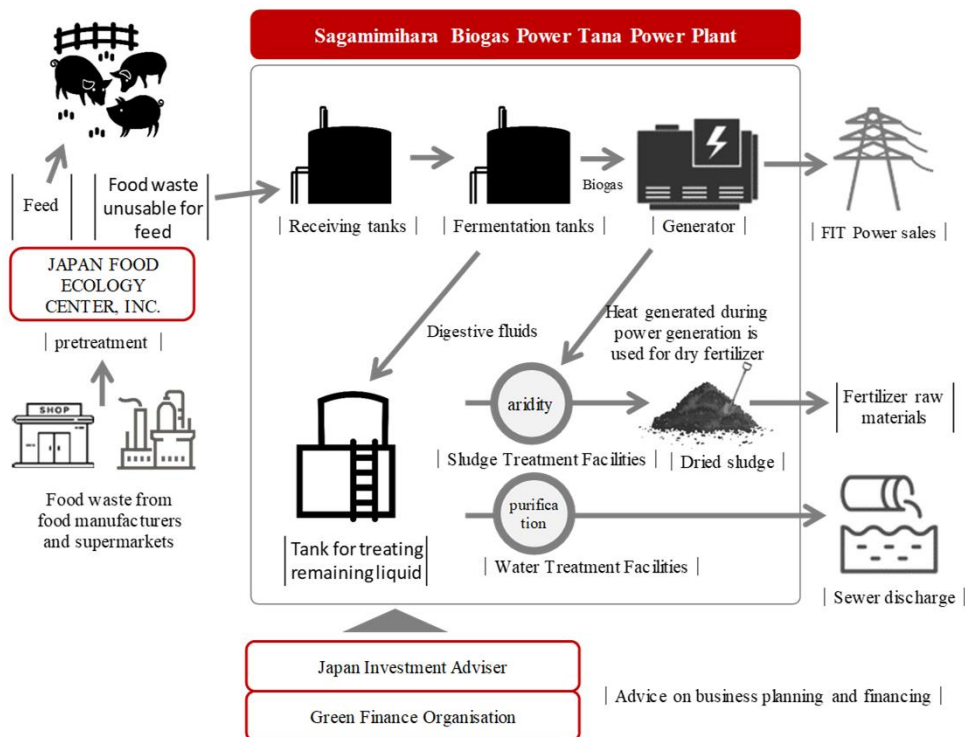 Sagamimihara Biogas Power Tana Power Plant
Feed
Food waste
unusable for
feed
JAPAN FOOD
ECOLOGY
CENTER, INC.
pretreatment
SHOP
Food waste from
food manufacturers
and supermarkets
Receiving tanks
Fermentation tanks
Biogas
Generator
FIT Power sales
Digestive fluids
Heat generated during
power generation is
used for dry fertilizer
aridity
Sludge Treatment Facilities
Dried sludge
Fertilizer raw
materials
Tank for treating
remaining liquid
purifica
tion
Water Treatment Facilities
Sewer discharge
Japan Investment Adviser
Green Finance Organisation
Advice on business planning and financing